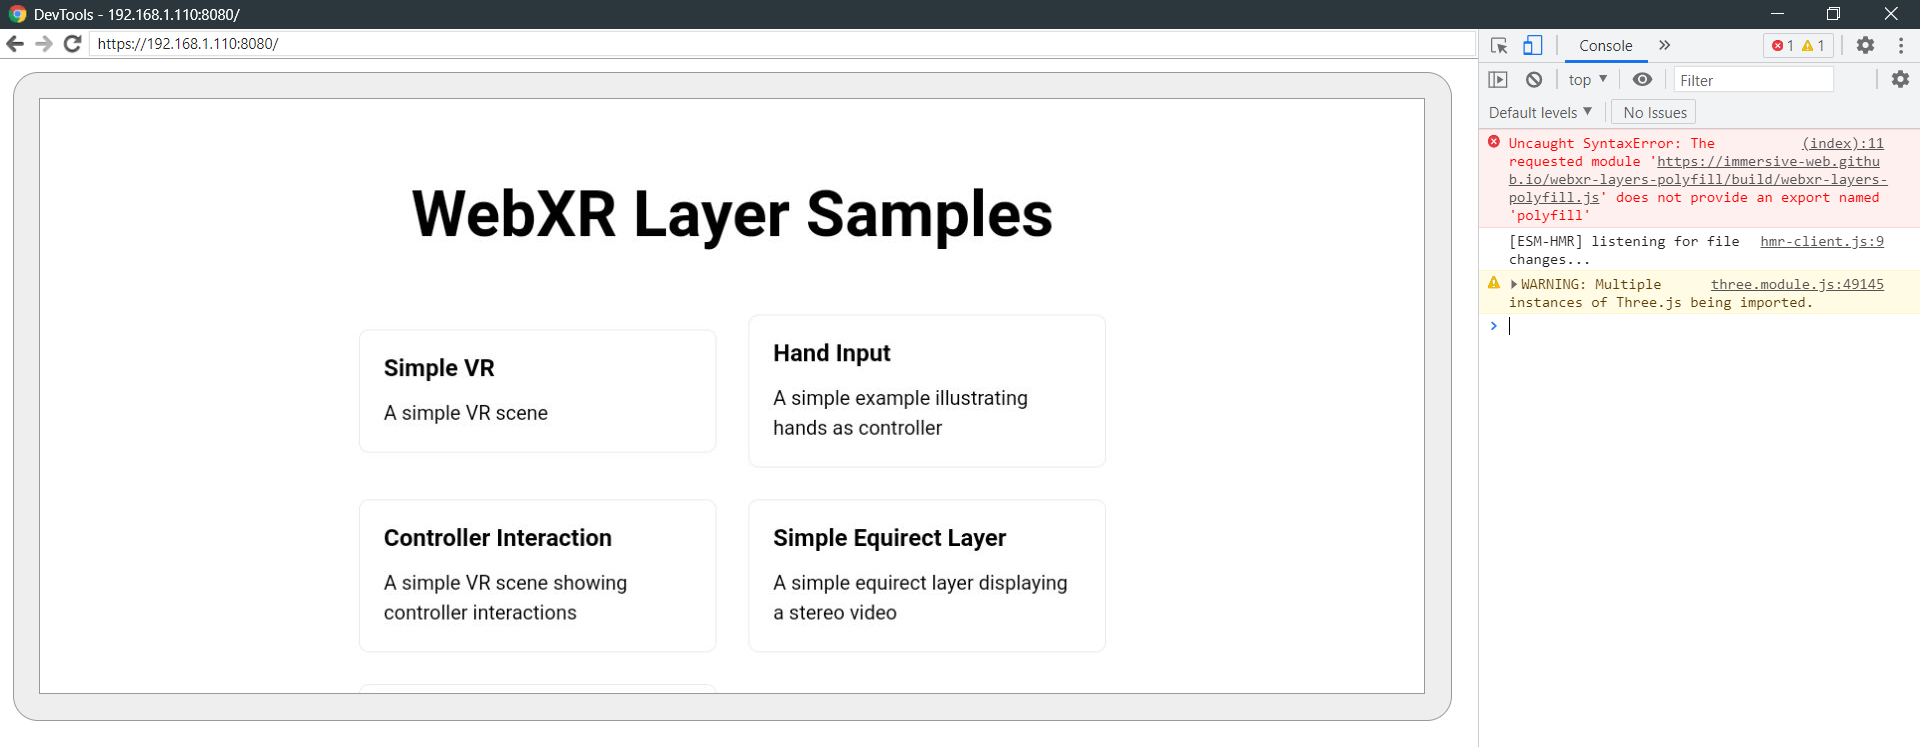 DevTools - 192.168.1.110:8080/
https://192.168.1.110:8080/
WebXR Layer Samples
Simple VR
A simple VR scene
Hand Input
A simple example illustrating
hands as controller
Controller Interaction
A simple VR scene showing
controller interactions
Simple Equirect Layer
A simple equirect layer displaying
a stereo video
Console
1 1
top
Filter
Default levels
No Issues
Uncaught SyntaxError: The (index):11
requested module 'https://immersive-web.githu
b.io/webxr-layers-polyfill/build/webxr-layers-
polyfill.js' does not provide an export named
'polyfill'
[ESM-HMR] listening for file hmr-client.js:9
changes...
WARNING: Multiple three.module.js:49145
instances of Three.js being imported.